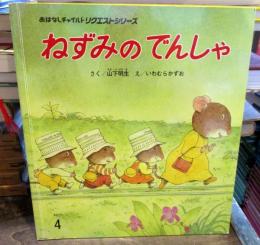 おはなしチャイルドリクエストシリーズ
ねずみのでんしゃ
さく／山下明生 え／いわむらかずお
4